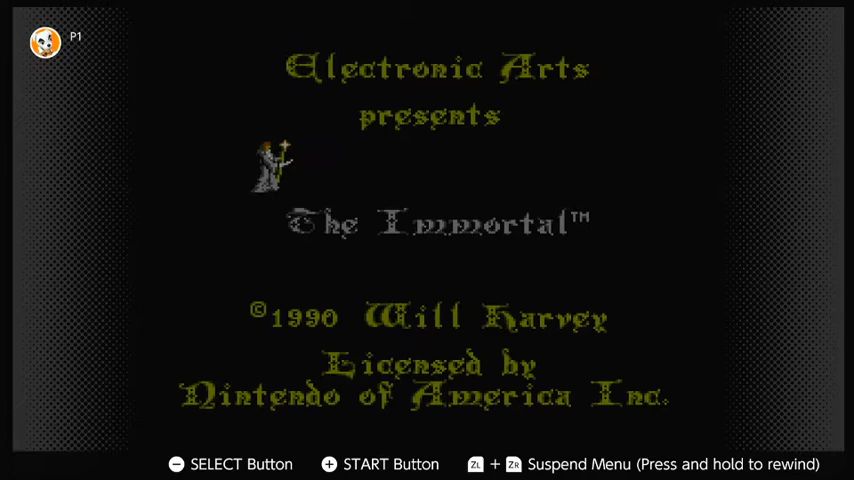 P1
Electronic Arts
presents
The Immortal™
©1990 Will Harvey
Licensed by
Nintendo of America Inc.
SELECT Button START Button ZL + ZR Suspend Menu (Press and hold to rewind)